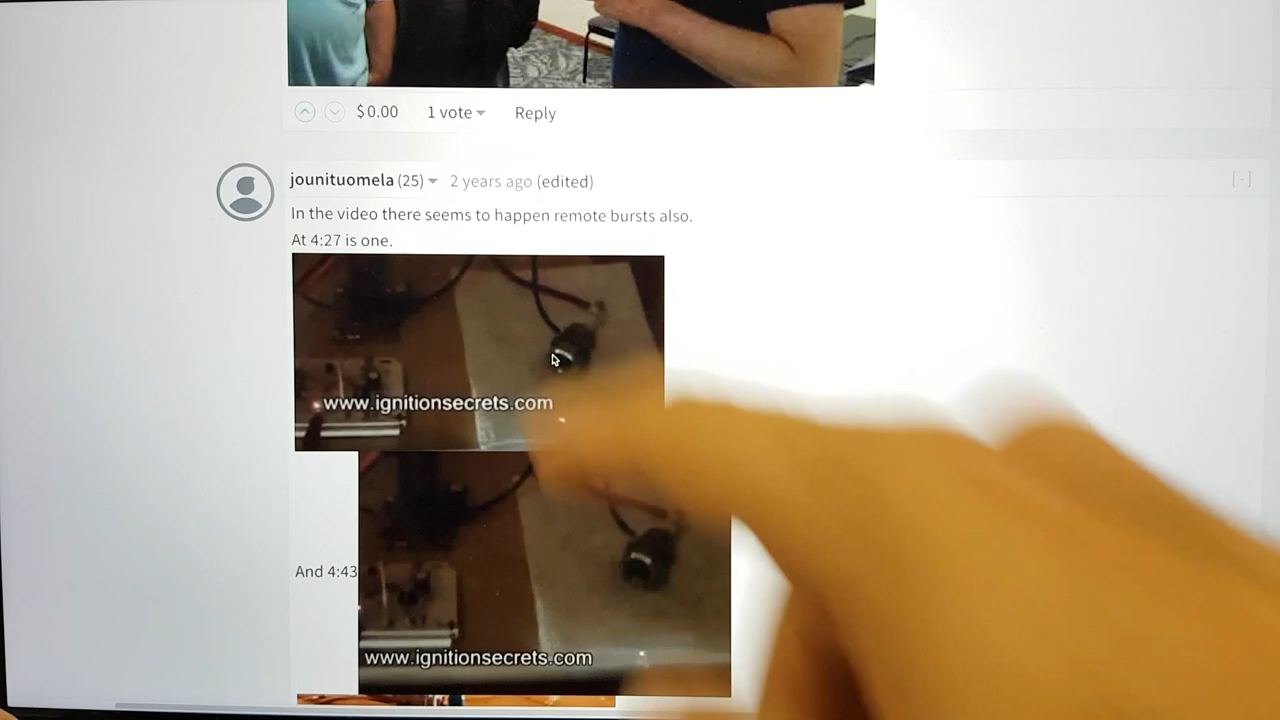 $0.00 1 vote Reply
jounituomela (25) 2 years ago (edited) [-]
In the video there seems to happen remote bursts also.
At 4:27 is one.
www.ignitionsecrets.com
And 4:43
www.ignitionsecrets.com